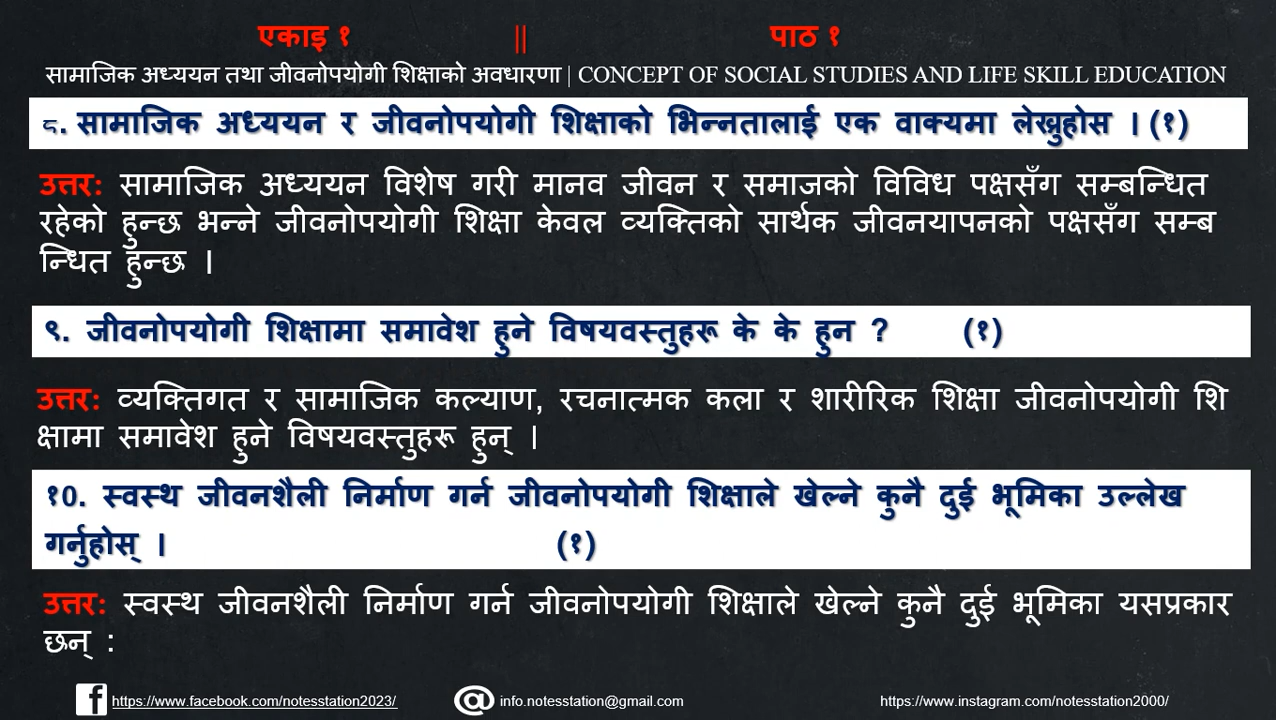 एकाइ १ || पाठ १
सामाजिक अध्ययन तथा जीवनोपयोगी शिक्षाको अवधारणा | CONCEPT OF SOCIAL STUDIES AND LIFE SKILL EDUCATION
८. सामाजिक अध्ययन र जीवनोपयोगी शिक्षाको भिन्नतालाई एक वाक्यमा लेख्नुहोस । (१)
उत्तर: सामाजिक अध्ययन विशेष गरी मानव जीवन र समाजको विविध पक्षसँग सम्बन्धित
रहेको हुन्छ भन्ने जीवनोपयोगी शिक्षा केवल व्यक्तिको सार्थक जीवनयापनको पक्षसँग सम्ब
न्धित हुन्छ ।
९. जीवनोपयोगी शिक्षामा समावेश हुने विषयवस्तुहरू के के हुन ? (१)
उत्तर: व्यक्तिगत र सामाजिक कल्याण, रचनात्मक कला र शारीरिक शिक्षा जीवनोपयोगी शि
क्षामा समावेश हुने विषयवस्तुहरू हुन् ।
१0. स्वस्थ जीवनशैली निर्माण गर्न जीवनोपयोगी शिक्षाले खेल्ने कुनै दुई भूमिका उल्लेख
गर्नुहोस् । (१)
उत्तर: स्वस्थ जीवनशैली निर्माण गर्न जीवनोपयोगी शिक्षाले खेल्ने कुनै दुई भूमिका यसप्रकार
छन् :
https://www.facebook.com/notesstation2023/ info.notesstation@gmail.com https://www.instagram.com/notesstation2000/